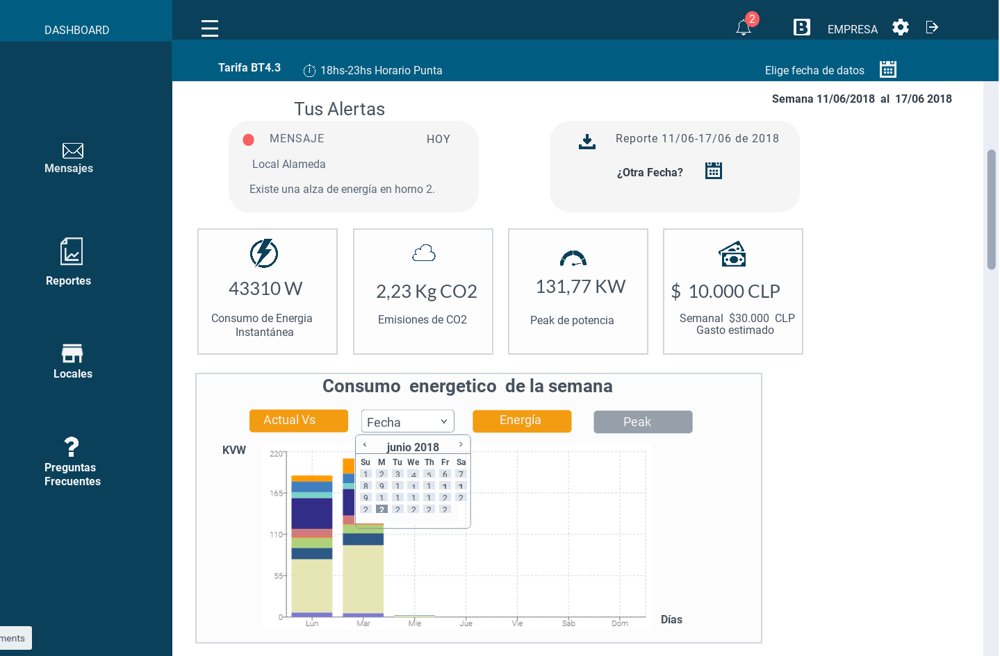 DASHBOARD
2
EMPRESA
Tarifa BT4.3
18hs-23hs Horario Punta
Elige fecha de datos
Semana 11/06/2018 al 17/06 2018
Mensajes
Reportes
Locales
Preguntas
Frecuentes
ments
Tus Alertas
MENSAJE
HOY
Local Alameda
Existe una alza de energía en horno 2.
Reporte 11/06-17/06 de 2018
¿Otra Fecha?
43310 W
Consumo de Energia
Instantánea
2,23 Kg CO2
Emisiones de CO2
131,77 KW
Peak de potencia
$ 10.000 CLP
Semanal $30.000 CLP
Gasto estimado
Consumo energetico de la semana
Actual Vs
Fecha
Energía
Peak
KVW
< junio 2018 >
Su M Tu We Th Fr Sa
1 2 3 4 5 6 7
8 9 1 1 1 1 1
9 1 1 1 1 2 2
2 2 2 2 2 2
220
165
110
55
0
Lun Mar Mie Jue Vie Sab Dom
Días